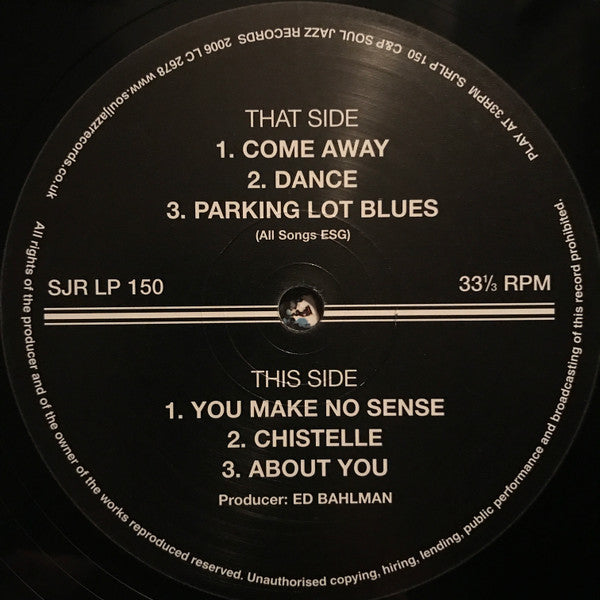 THAT SIDE
1. COME AWAY
2. DANCE
3. PARKING LOT BLUES
(All Songs ESG)
SJR LP 150
33⅓ RPM
THIS SIDE
1. YOU MAKE NO SENSE
2. CHISTELLE
3. ABOUT YOU
Producer: ED BAHLMAN
All rights of the producer and of the owner of the works reproduced reserved. Unauthorised copying, hiring, lending, public performance and broadcasting of this record prohibited.
PLAY AT 33RPM SJRLP 150 C&P SOUL JAZZ RECORDS 2006 LC 2678 www.souljazzrecords.co.uk